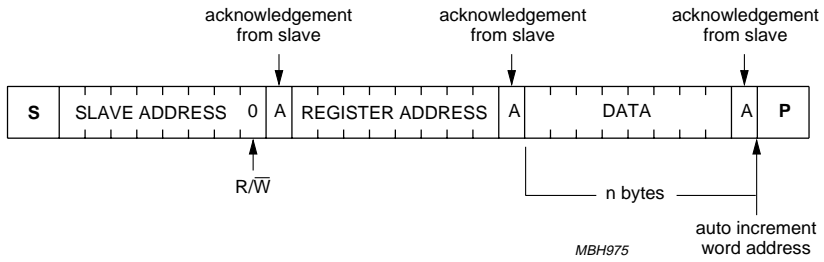 acknowledgement
from slave
acknowledgement
from slave
acknowledgement
from slave
S SLAVE ADDRESS 0 A REGISTER ADDRESS A DATA A P
R/W̅
n bytes
auto increment
word address
MBH975